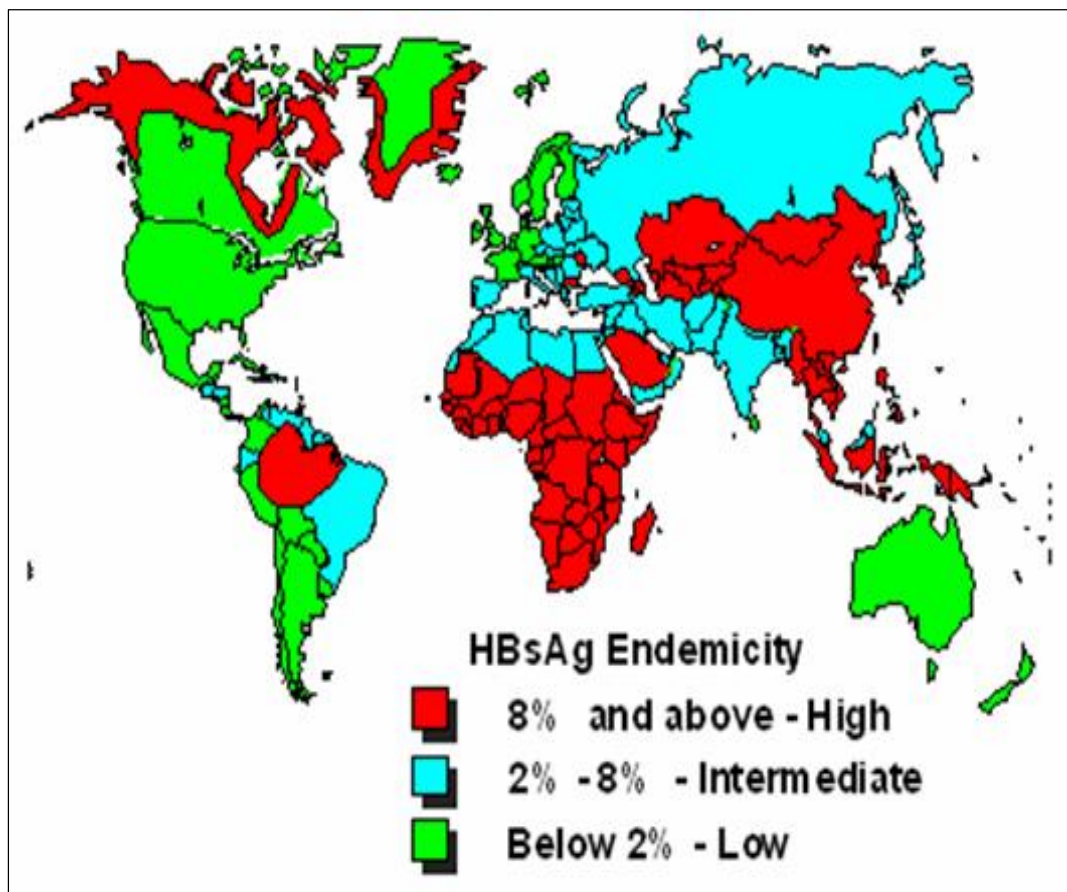 HBsAg Endemicity
8% and above - High
2% - 8% - Intermediate
Below 2% - Low